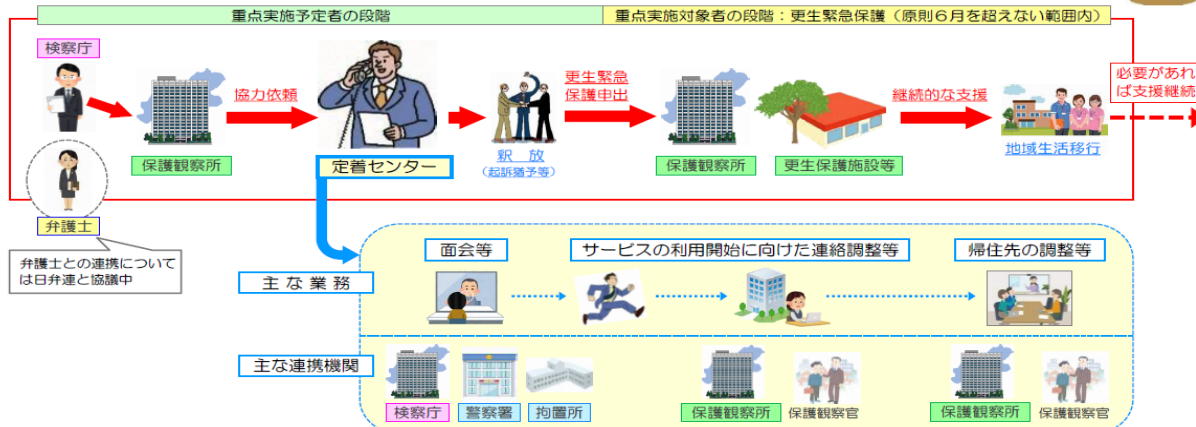 重点実施予定者の段階
重点実施対象者の段階：更生緊急保護（原則６月を超えない範囲内）
検察庁
保護観察所
協力依頼
定着センター
釈　放
（起訴猶予等）
更生緊急
保護申出
保護観察所
更生保護施設等
継続的な支援
地域生活移行
必要があれ
ば支援継続
弁護士
弁護士との連携について
は日弁連と協議中
主 な 業 務
面会等
サービスの利用開始に向けた連絡調整等
帰住先の調整等
主な連携機関
検察庁
警察署
拘置所
保護観察所
保護観察官
保護観察所
保護観察官